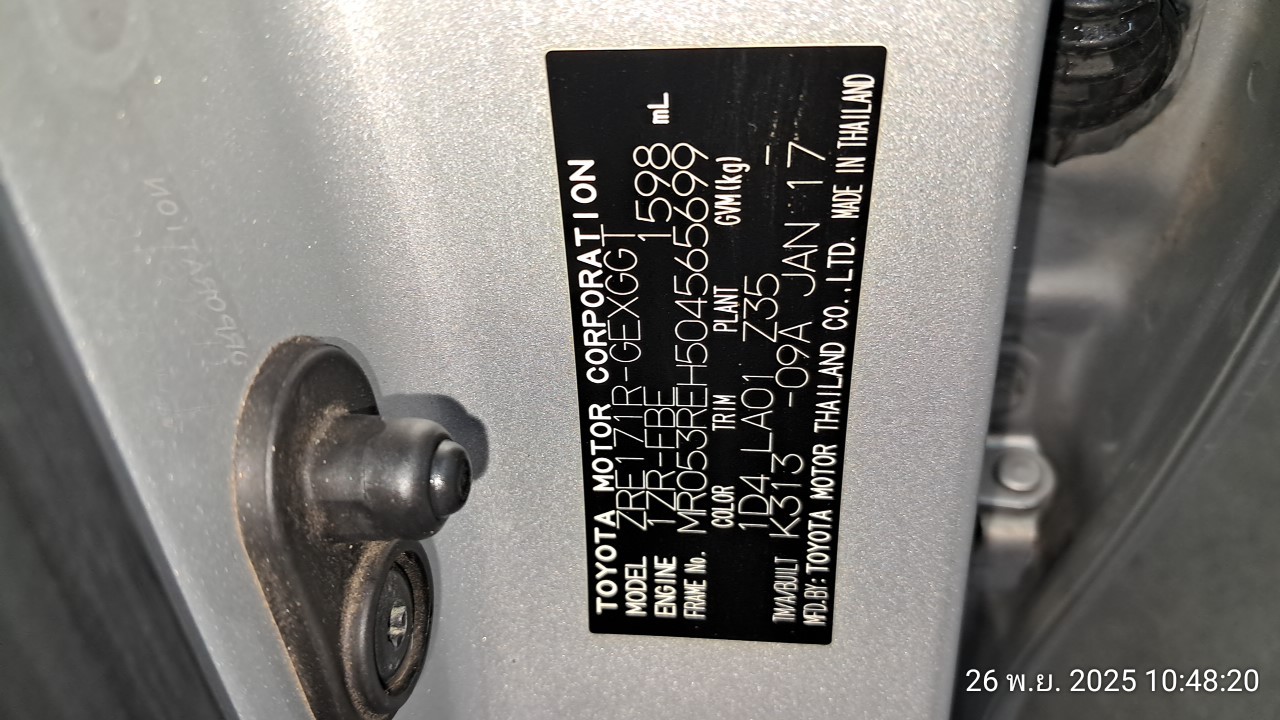 TOYOTA MOTOR CORPORATION
MODEL ZRE171R-GEXGGT
ENGINE 1ZR-FBE 1598 mL
FRAME No. MR053REH504565699
COLOR TRIM PLANT GVM(kg)
1D4 LA01 Z35 --
TM/A/BUILT K313 -09A JAN 17
MFD.BY: TOYOTA MOTOR THAILAND CO.,LTD. MADE IN THAILAND
26 พ.ย. 2025 10:48:20